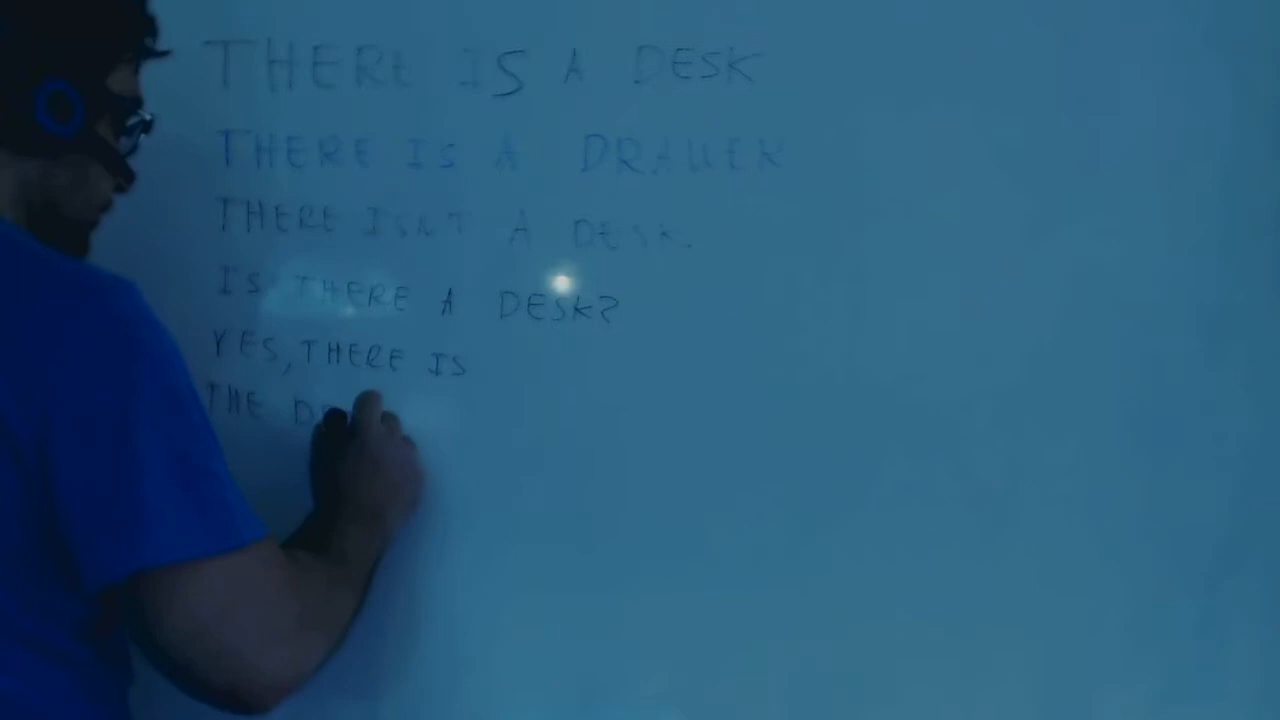 THERE IS A DESK
THERE IS A DRAWER
THERE ISN'T A DESK.
IS THERE A DESK?
YES, THERE IS
THE